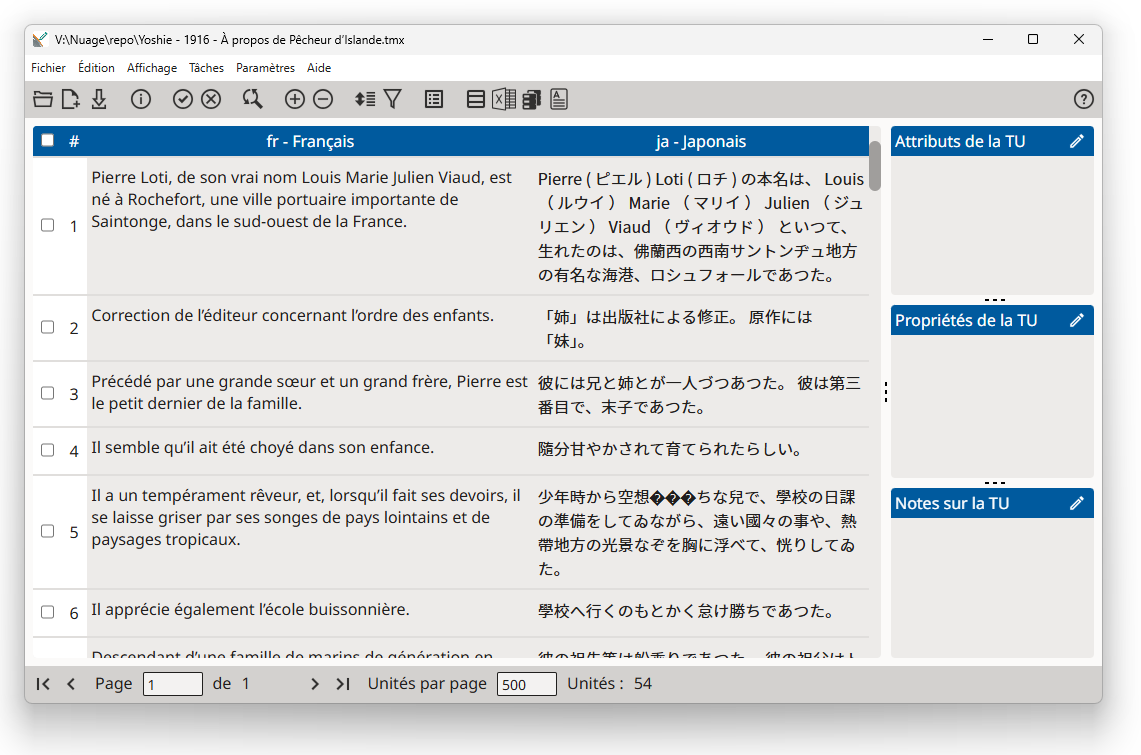 V:\Nuage\repo\Yoshie - 1916 - À propos de Pêcheur d’Islande.tmx
Fichier Édition Affichage Tâches Paramètres Aide
# fr - Français ja - Japonais
1
Pierre Loti, de son vrai nom Louis Marie Julien Viaud, est
né à Rochefort, une ville portuaire importante de
Saintonge, dans le sud-ouest de la France.
Pierre ( ピエル ) Loti ( ロチ ) の本名は、 Louis
（ ルウイ ） Marie （ マリイ ） Julien （ ジュ
リエン ） Viaud （ ヴィオウド ） といつて、
生れたのは、佛蘭西の西南サントンヂュ地方
の有名な海港、ロシュフォールであつた。
2
Correction de l’éditeur concernant l’ordre des enfants.
「姉」は出版社による修正。 原作には
「妹」。
3
Précédé par une grande sœur et un grand frère, Pierre est
le petit dernier de la famille.
彼には兄と姉とが一人づつあつた。 彼は第三
番目で、末子であつた。
4
Il semble qu’il ait été choyé dans son enfance.
隨分甘やかされて育てられたらしい。
5
Il a un tempérament rêveur, et, lorsqu’il fait ses devoirs, il
se laisse griser par ses songes de pays lointains et de
paysages tropicaux.
少年時から空想���ちな兒で、學校の日課
の準備をしてゐながら、遠い國々の事や、熱
帶地方の光景なぞを胸に浮べて、恍りしてゐ
た。
6
Il apprécie également l’école buissonnière.
學校へ行くのもとかく怠け勝ちであつた。
Descendant d’une famille de marins de génération en
彼の祖先等は船乘りであつた。 彼の祖父はト
Attributs de la TU
Propriétés de la TU
Notes sur la TU
Page 1 de 1 Unités par page 500 Unités : 54